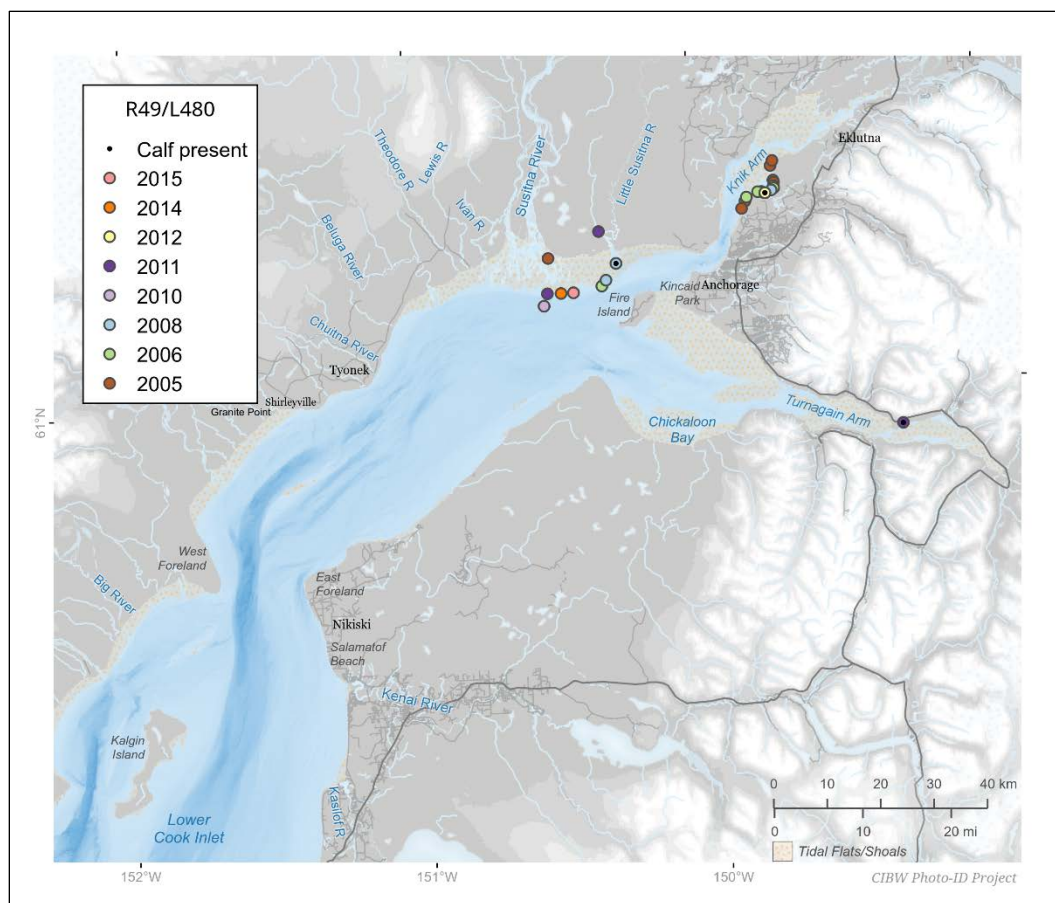 R49/L480
Calf present
2015
2014
2012
2011
2010
2008
2006
2005
Theodore R
Lewis R
Ivan R
Susitna River
Little Susitna R
Beluga River
Chuitna River
Knik Arm
Eklutna
Kincaid
Park
Anchorage
Fire
Island
Tyonek
Shirleyville
Granite Point
61°N
Chickaloon
Bay
Turnagain Arm
West
Foreland
Big River
East
Foreland
Nikiski
Salamatof
Beach
Kenai River
Kalgin
Island
Kasilof R
Lower
Cook Inlet
0 10 20 30 40 km
0 10 20 mi
Tidal Flats/Shoals
152°W
151°W
150°W
CIBW Photo-ID Project